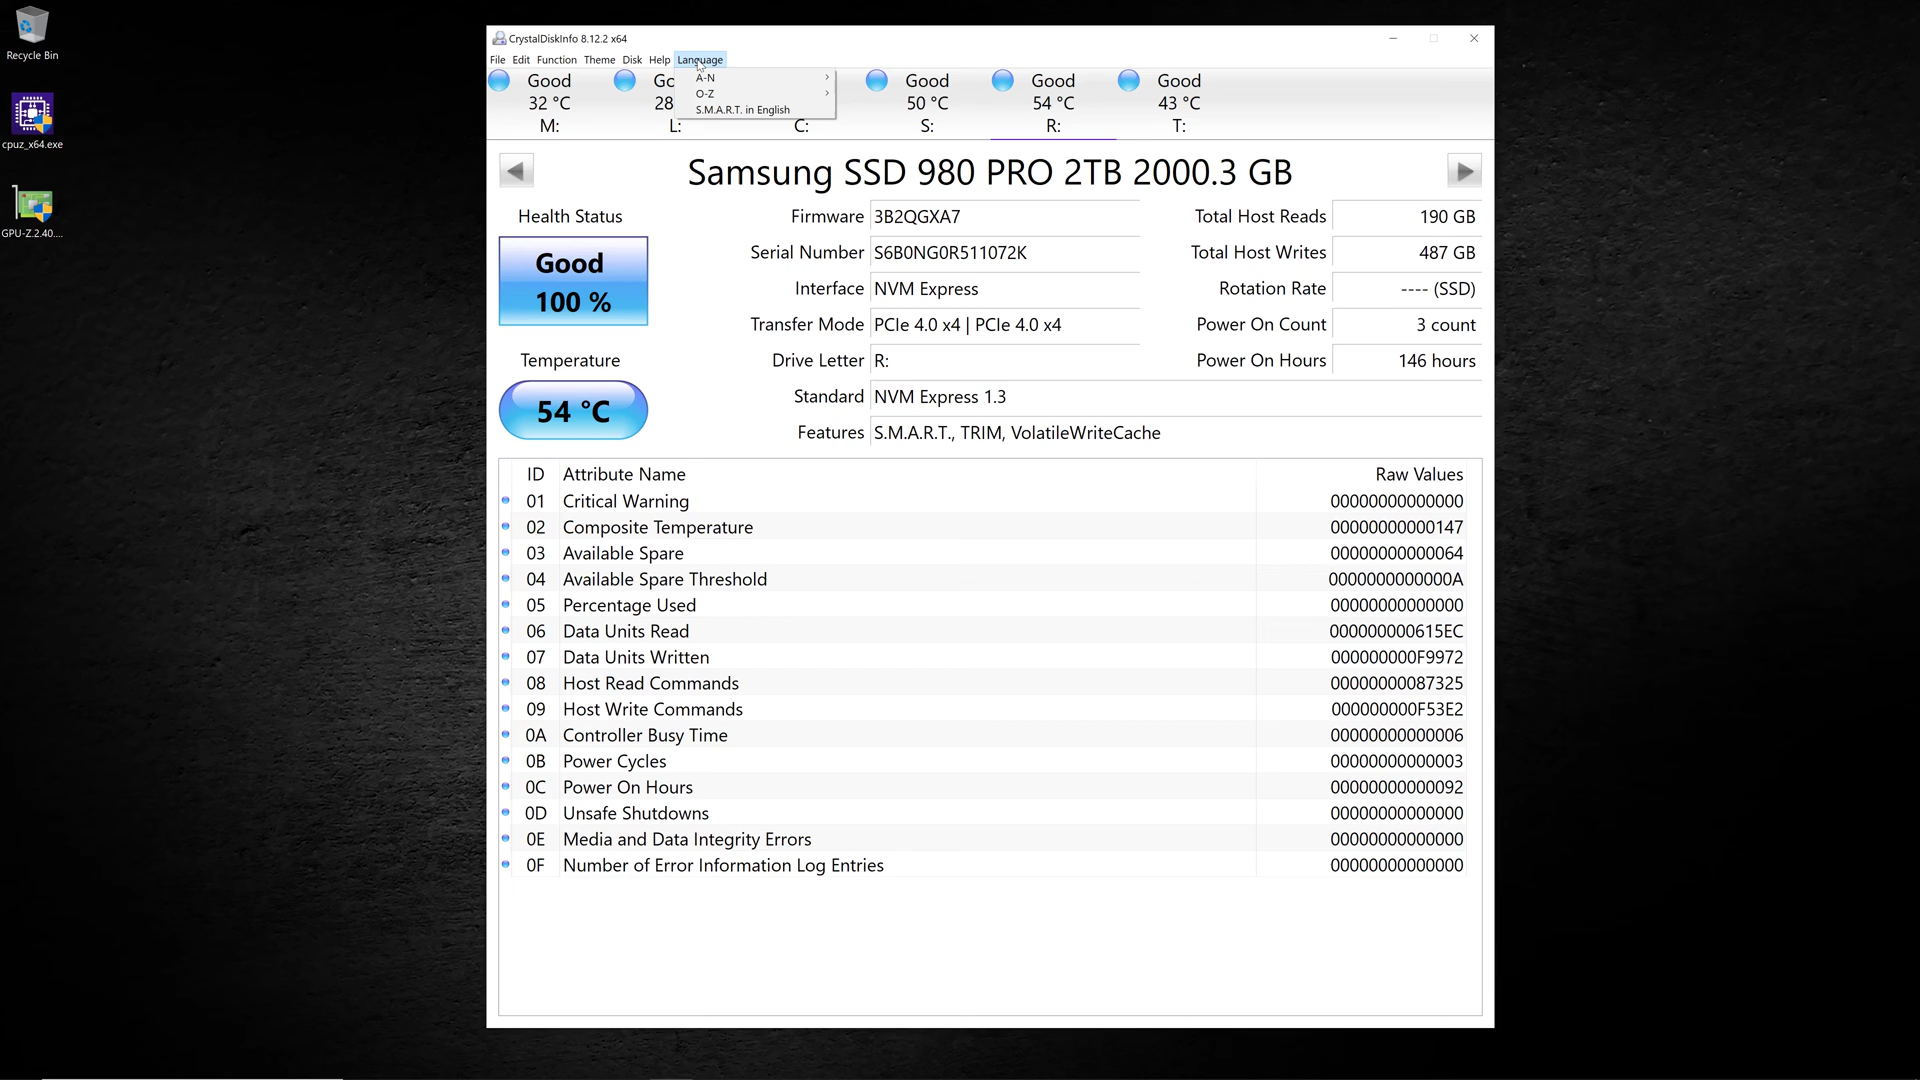 Recycle Bin
cpuz_x64.exe
GPU-Z.2.40....
CrystalDiskInfo 8.12.2 x64
File Edit Function Theme Disk Help Language
A-N
O-Z
S.M.A.R.T. in English
Good Good Good Good
32 °C 28 50 °C 54 °C 43 °C
M: L: C: S: R: T:
Samsung SSD 980 PRO 2TB 2000.3 GB
Health Status
Good
100 %
Temperature
54 °C
Firmware 3B2QGXA7
Serial Number S6B0NG0R511072K
Interface NVM Express
Transfer Mode PCIe 4.0 x4 | PCIe 4.0 x4
Drive Letter R:
Standard NVM Express 1.3
Features S.M.A.R.T., TRIM, VolatileWriteCache
Total Host Reads 190 GB
Total Host Writes 487 GB
Rotation Rate ---- (SSD)
Power On Count 3 count
Power On Hours 146 hours
ID Attribute Name Raw Values
01 Critical Warning 00000000000000
02 Composite Temperature 00000000000147
03 Available Spare 00000000000064
04 Available Spare Threshold 0000000000000A
05 Percentage Used 00000000000000
06 Data Units Read 000000000615EC
07 Data Units Written 000000000F9972
08 Host Read Commands 00000000087325
09 Host Write Commands 000000000F53E2
0A Controller Busy Time 00000000000006
0B Power Cycles 00000000000003
0C Power On Hours 00000000000092
0D Unsafe Shutdowns 00000000000000
0E Media and Data Integrity Errors 00000000000000
0F Number of Error Information Log Entries 00000000000000